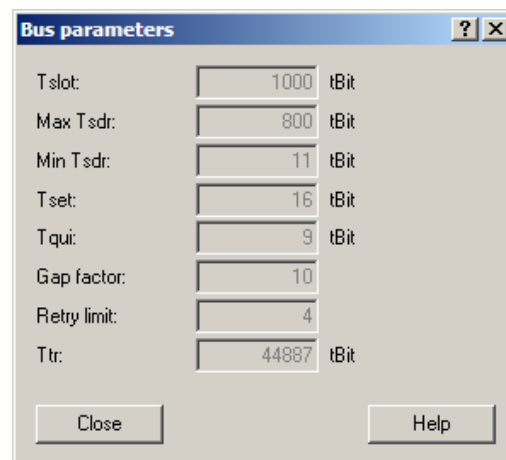 Bus parameters ? ×
Tslot: 1000 tBit
Max Tsdr: 800 tBit
Min Tsdr: 11 tBit
Tset: 16 tBit
Tqui: 9 tBit
Gap factor: 10
Retry limit: 4
Ttr: 44887 tBit
Close Help